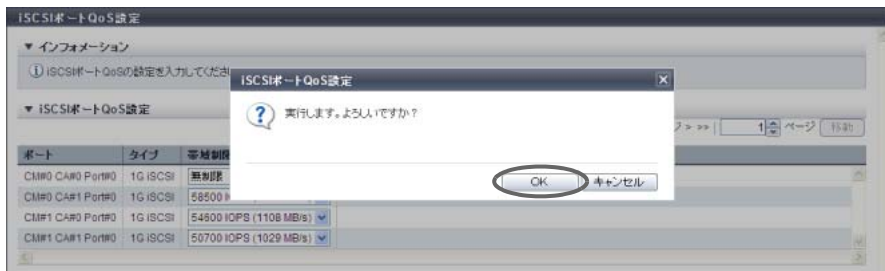 iSCSIポートQoS設定
▼ インフォメーション
iSCSIポートQoSの設定を入力してくださ
iSCSIポートQoS設定
実行します。よろしいですか?
OK キャンセル
▼ iSCSIポートQoS設定
ジ > >> | 1 ページ 移動
ポート タイプ 帯域制限
CM#0 CA#0 Port#0 1G iSCSI 無制限
CM#0 CA#1 Port#0 1G iSCSI 58500
CM#1 CA#0 Port#0 1G iSCSI 54600 IOPS (1108 MB/s)
CM#1 CA#1 Port#0 1G iSCSI 50700 IOPS (1029 MB/s)